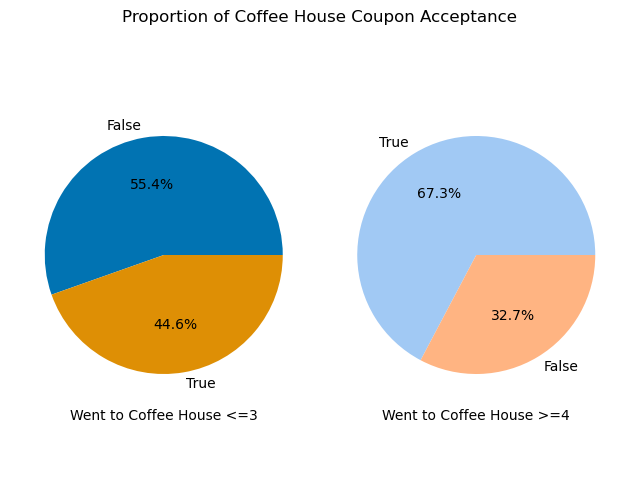 Proportion of Coffee House Coupon Acceptance
False
55.4%
44.6%
True
Went to Coffee House <=3
True
67.3%
32.7%
False
Went to Coffee House >=4